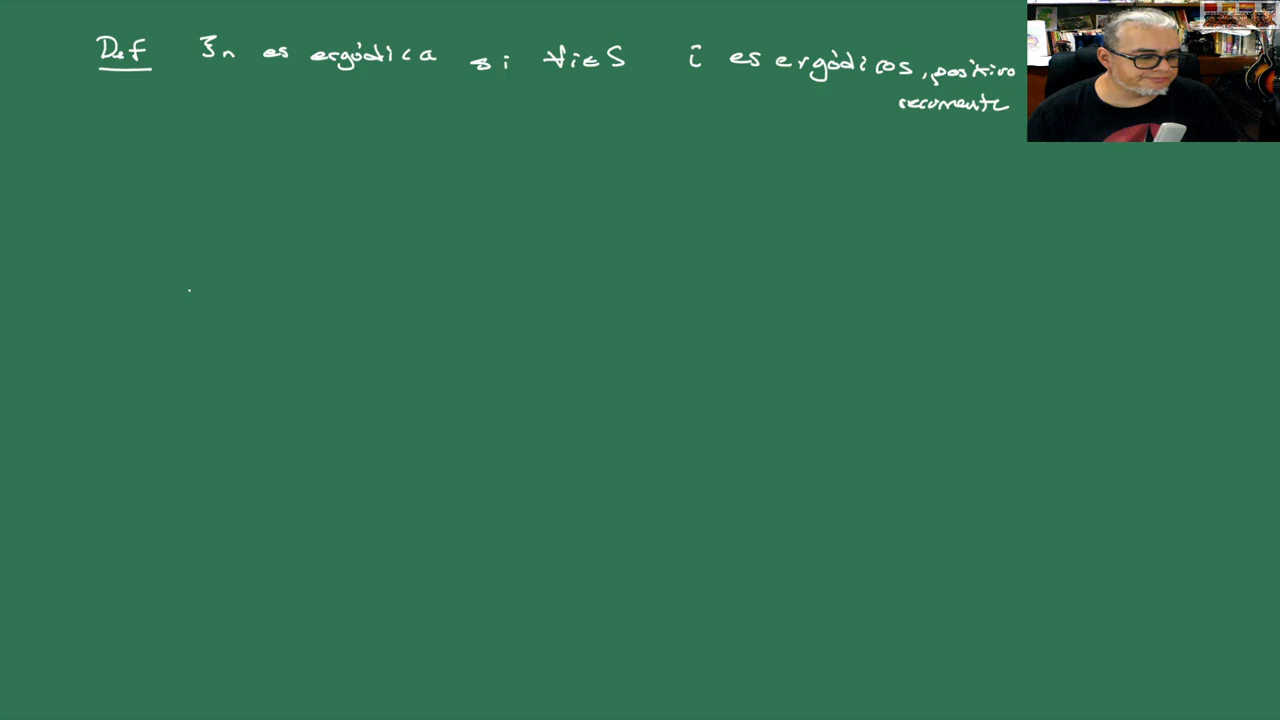 Def ξn es ergódica si ∀i∈S i es ergódicos, positivo
recurrente